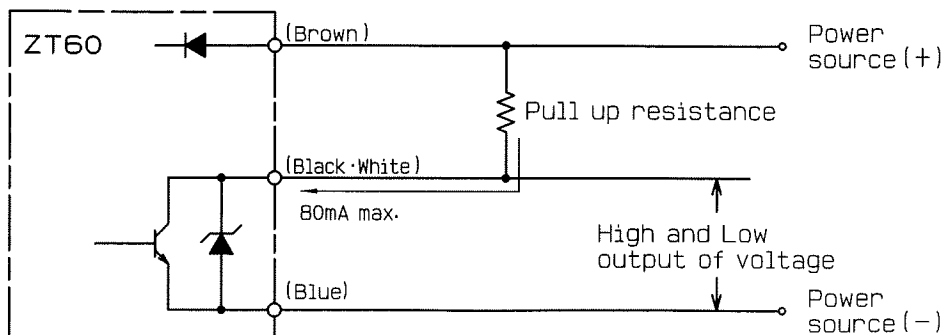 ZT60
(Brown)
Power
source(+)
Pull up resistance
(Black·White)
80mA max.
High and Low
output of voltage
(Blue)
Power
source(-)